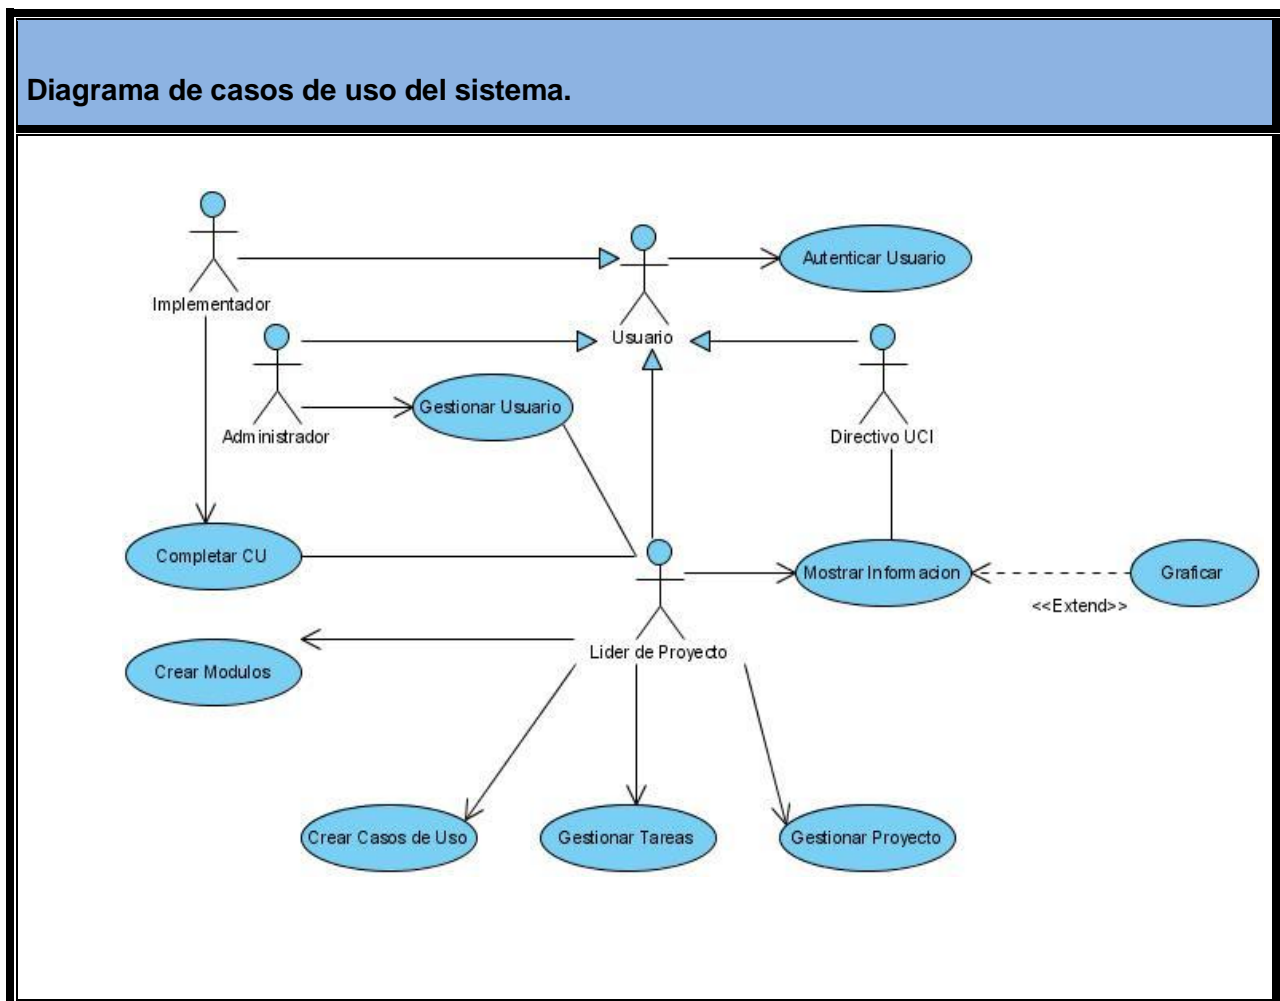 Diagrama de casos de uso del sistema.
Autenticar Usuario
Implementador
Usuario
Gestionar Usuario
Administrador
Directivo UCI
Completar CU
Mostrar Informacion
Graficar
<<Extend>>
Lider de Proyecto
Crear Modulos
Crear Casos de Uso
Gestionar Tareas
Gestionar Proyecto